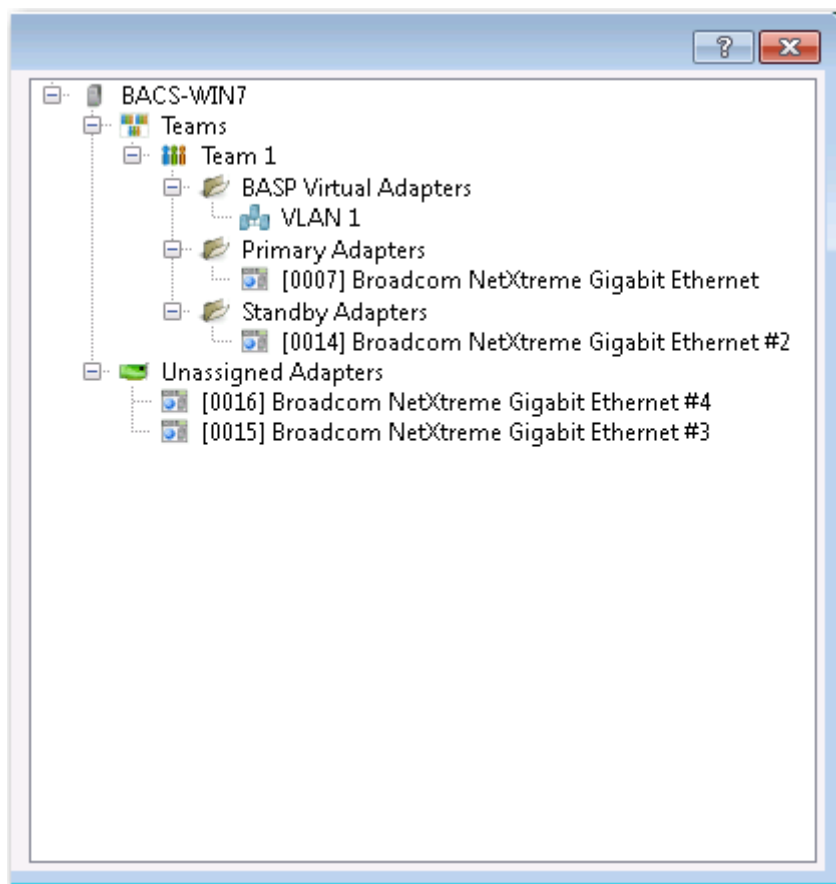 BACS-WIN7
Teams
Team 1
BASP Virtual Adapters
VLAN 1
Primary Adapters
[0007] Broadcom NetXtreme Gigabit Ethernet
Standby Adapters
[0014] Broadcom NetXtreme Gigabit Ethernet #2
Unassigned Adapters
[0016] Broadcom NetXtreme Gigabit Ethernet #4
[0015] Broadcom NetXtreme Gigabit Ethernet #3